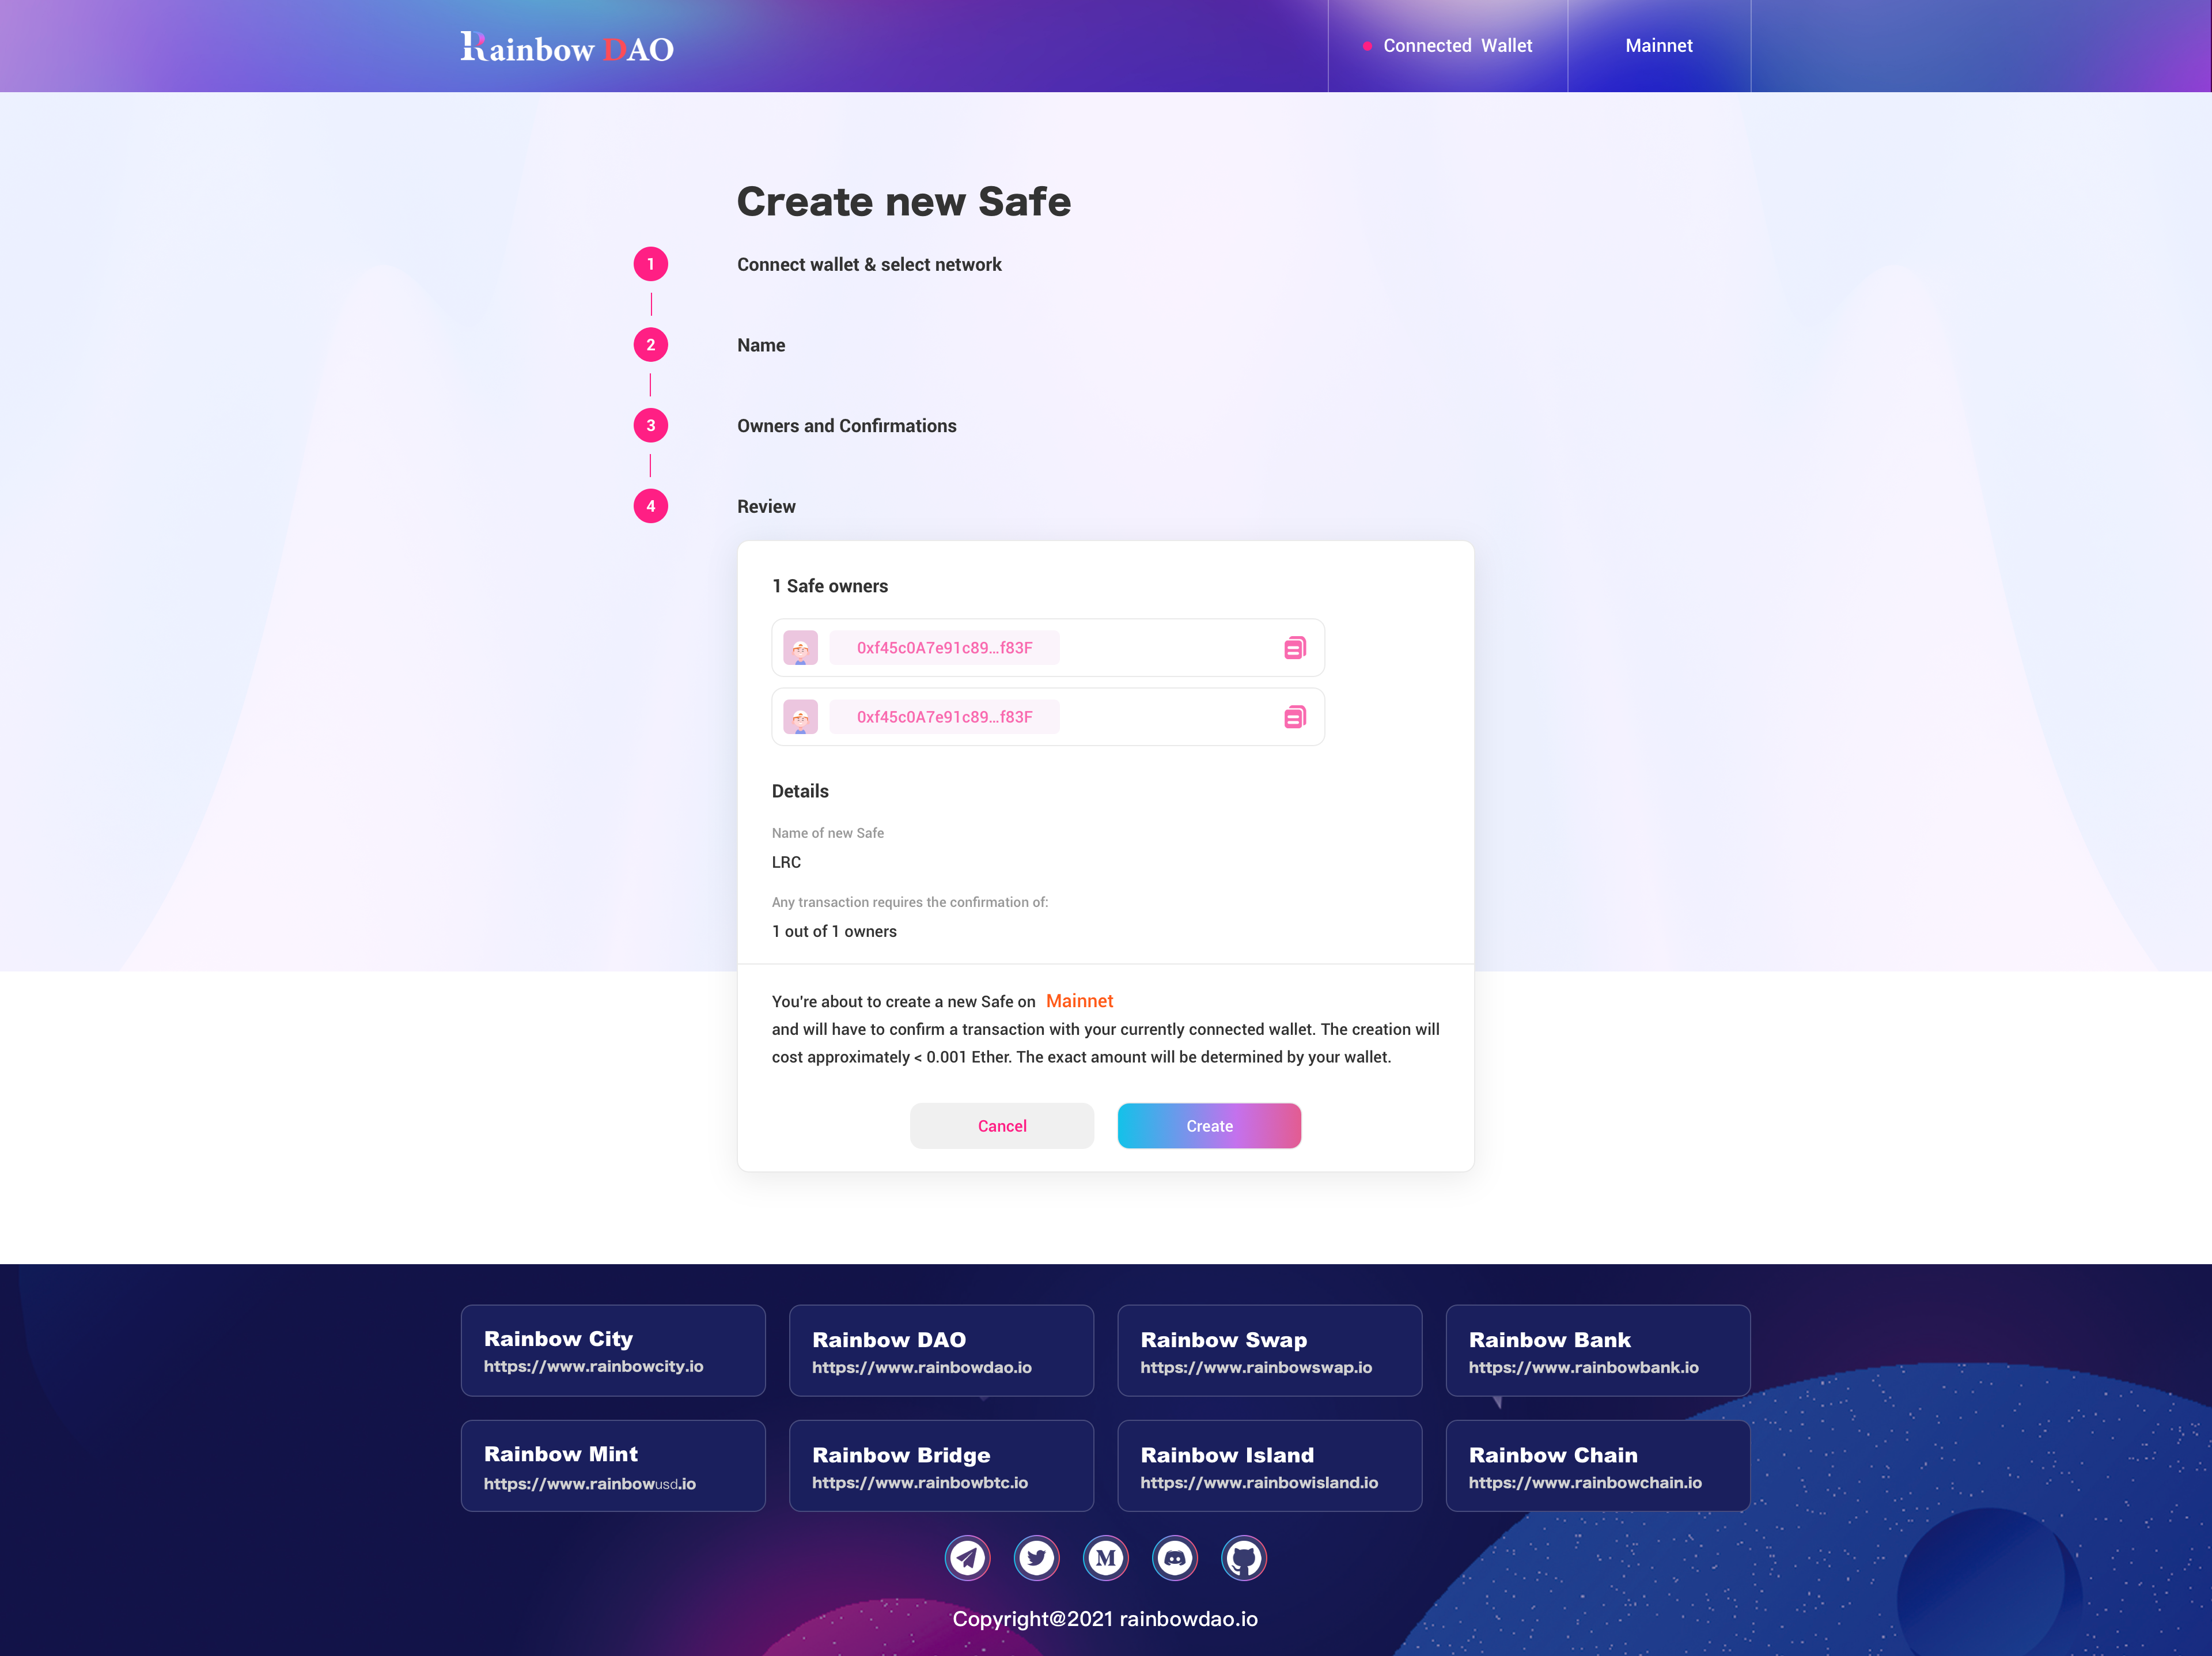 Rainbow DAO
Connected Wallet
Mainnet
Create new Safe
1
Connect wallet & select network
2
Name
3
Owners and Confirmations
4
Review
1 Safe owners
0xf45c0A7e91c89...f83F
0xf45c0A7e91c89...f83F
Details
Name of new Safe
LRC
Any transaction requires the confirmation of:
1 out of 1 owners
You're about to create a new Safe on Mainnet
and will have to confirm a transaction with your currently connected wallet. The creation will
cost approximately < 0.001 Ether. The exact amount will be determined by your wallet.
Cancel
Create
Rainbow City
https://www.rainbowcity.io
Rainbow DAO
https://www.rainbowdao.io
Rainbow Swap
https://www.rainbowswap.io
Rainbow Bank
https://www.rainbowbank.io
Rainbow Mint
https://www.rainbowusd.io
Rainbow Bridge
https://www.rainbowbtc.io
Rainbow Island
https://www.rainbowisland.io
Rainbow Chain
https://www.rainbowchain.io
M
Copyright@2021 rainbowdao.io